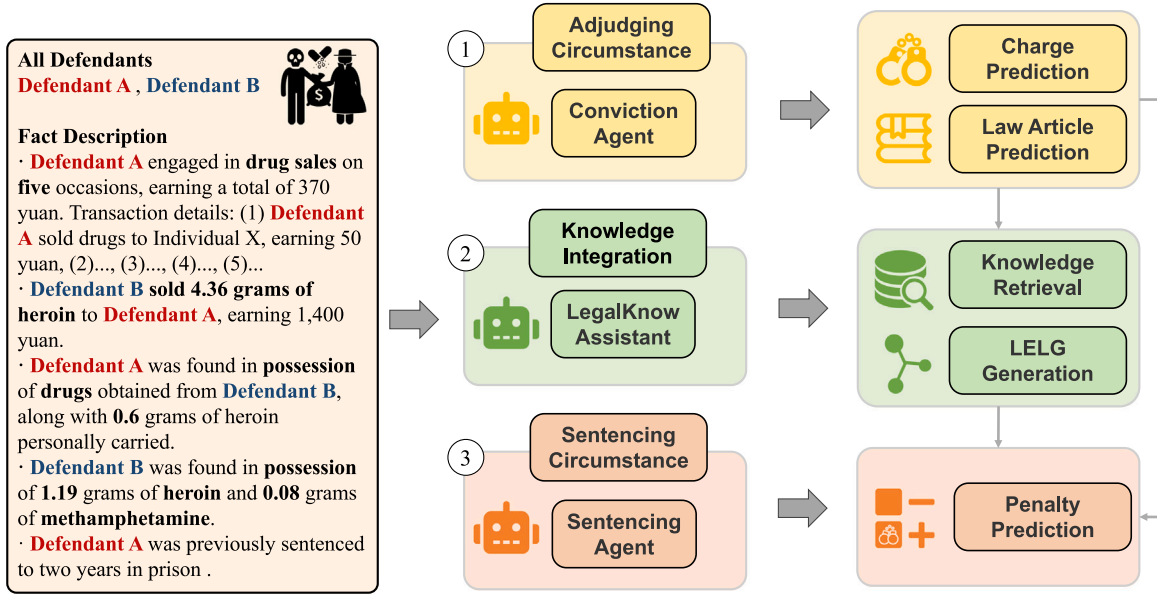 All Defendants
Defendant A , Defendant B
Fact Description
· Defendant A engaged in drug sales on
five occasions, earning a total of 370
yuan. Transaction details: (1) Defendant
A sold drugs to Individual X, earning 50
yuan, (2)..., (3)..., (4)..., (5)...
· Defendant B sold 4.36 grams of
heroin to Defendant A, earning 1,400
yuan.
· Defendant A was found in possession
of drugs obtained from Defendant B,
along with 0.6 grams of heroin
personally carried.
· Defendant B was found in possession
of 1.19 grams of heroin and 0.08 grams
of methamphetamine.
· Defendant A was previously sentenced
to two years in prison .
$
1
Adjudging
Circumstance
Conviction
Agent
2
Knowledge
Integration
LegalKnow
Assistant
3
Sentencing
Circumstance
Sentencing
Agent
Charge
Prediction
Law Article
Prediction
Knowledge
Retrieval
LELG
Generation
Penalty
Prediction